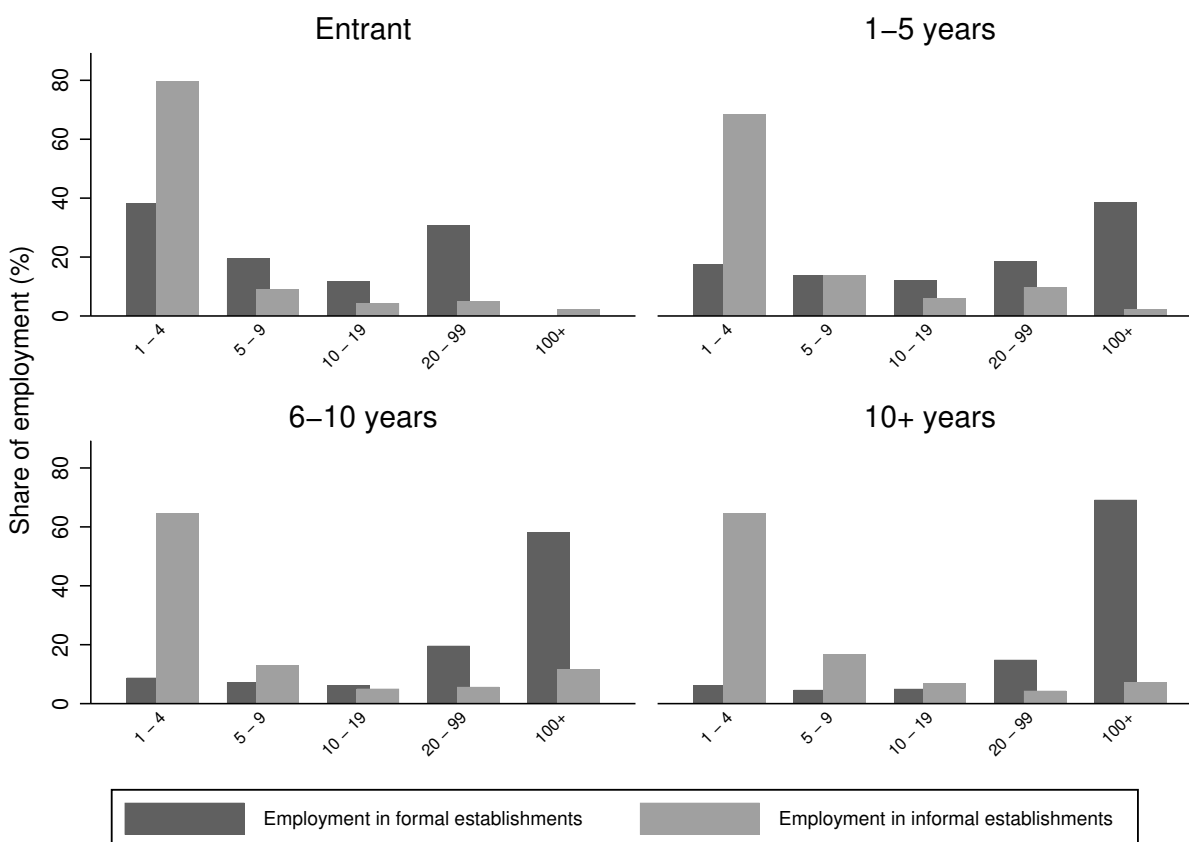 Entrant
1–5 years
Share of employment (%)
80
60
40
20
0
1 – 4
5 – 9
10 – 19
20 – 99
100+
1 – 4
5 – 9
10 – 19
20 – 99
100+
6–10 years
10+ years
80
60
40
20
0
1 – 4
5 – 9
10 – 19
20 – 99
100+
1 – 4
5 – 9
10 – 19
20 – 99
100+
Employment in formal establishments
Employment in informal establishments